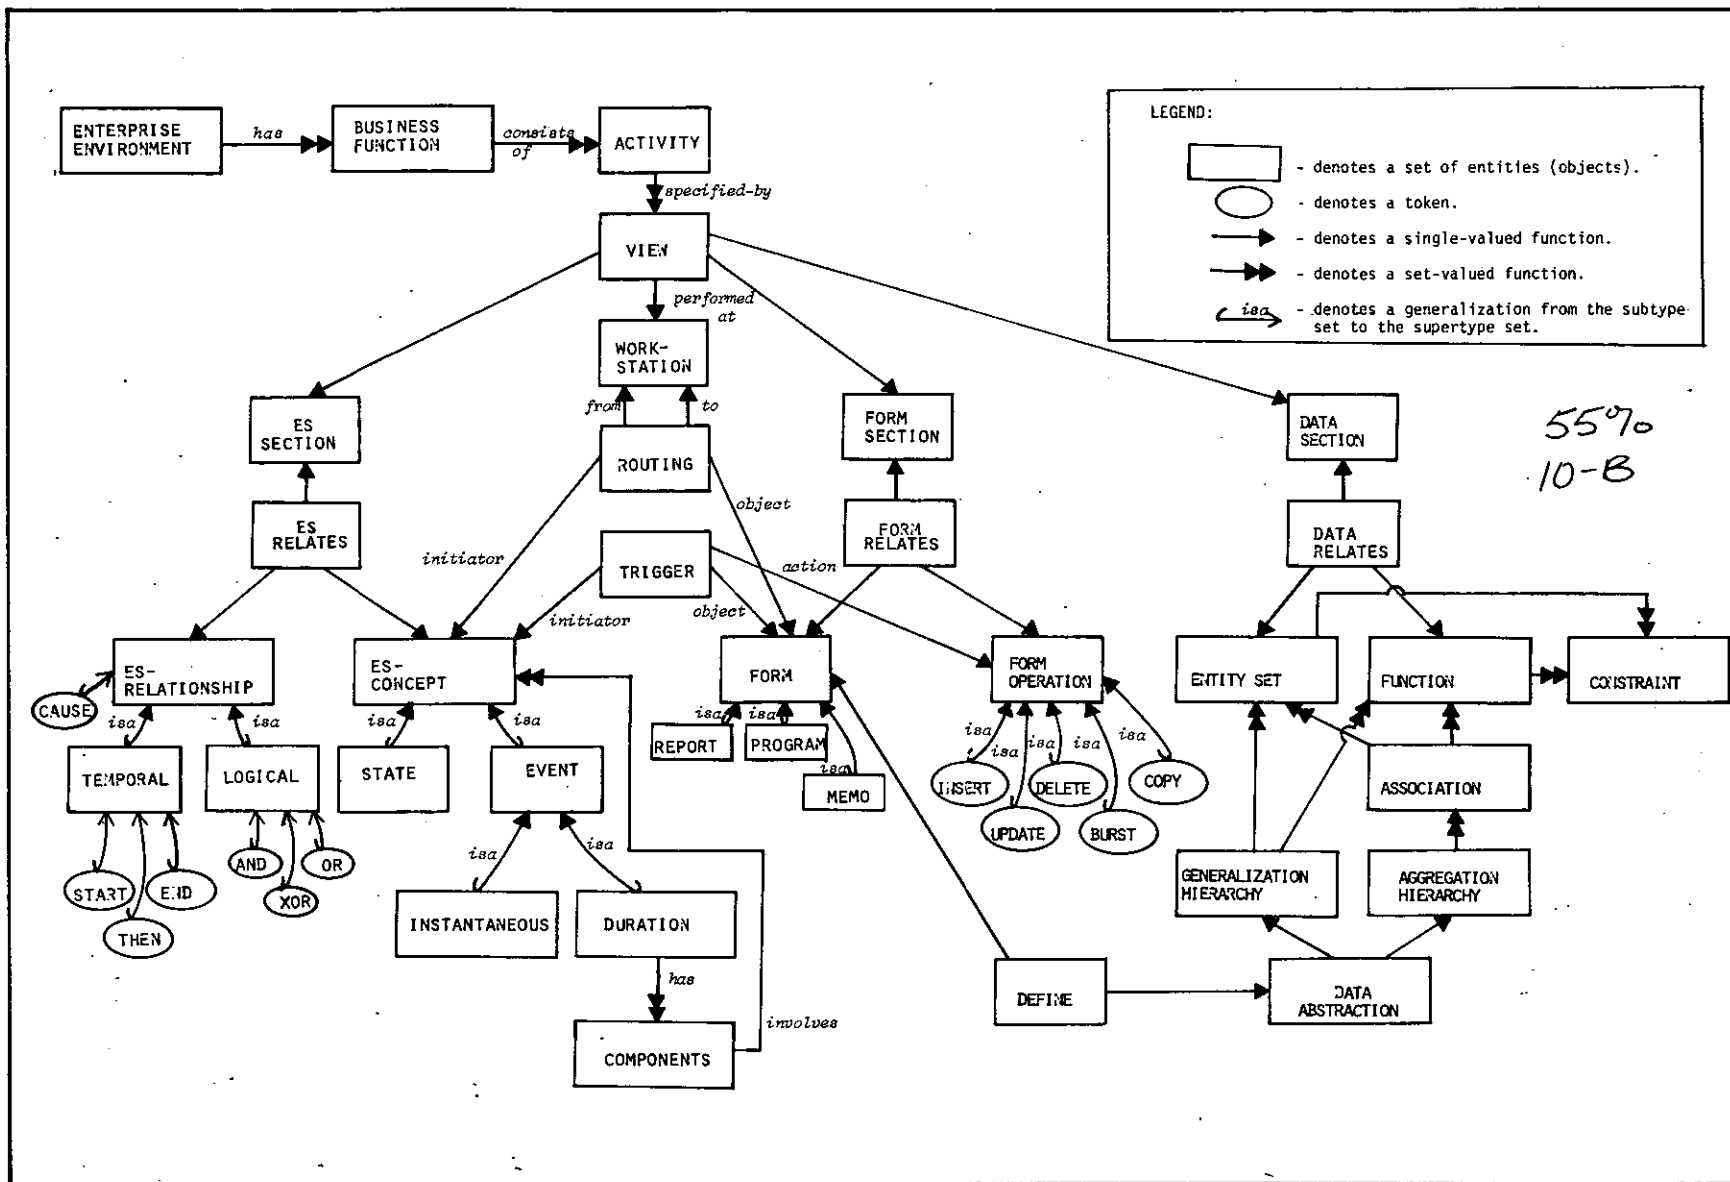 ENTERPRISE
ENVIRONMENT
has
BUSINESS
FUNCTION
consists
of
ACTIVITY
specified-by
VIEW
performed
at
WORK-
STATION
from
to
ROUTING
LEGEND:
- denotes a set of entities (objects).
- denotes a token.
- denotes a single-valued function.
- denotes a set-valued function.
isa
- denotes a generalization from the subtype
set to the supertype set.
55%
10-B
ES
SECTION
FORM
SECTION
DATA
SECTION
ES
RELATES
initiator
object
FORM
RELATES
DATA
RELATES
TRIGGER
action
initiator
object
ES-
RELATIONSHIP
ES-
CONCEPT
FORM
FORM
OPERATION
ENTITY SET
FUNCTION
CONSTRAINT
CAUSE
isa
isa
isa
isa
isa
isa
isa
isa
isa
isa
isa
isa
REPORT
PROGRAM
MEMO
TEMPORAL
LOGICAL
STATE
EVENT
INSERT
DELETE
COPY
UPDATE
BURST
ASSOCIATION
START
THEN
END
AND
XOR
OR
isa
isa
INSTANTANEOUS
DURATION
GENERALIZATION
HIERARCHY
AGGREGATION
HIERARCHY
has
COMPONENTS
involves
DEFINE
DATA
ABSTRACTION